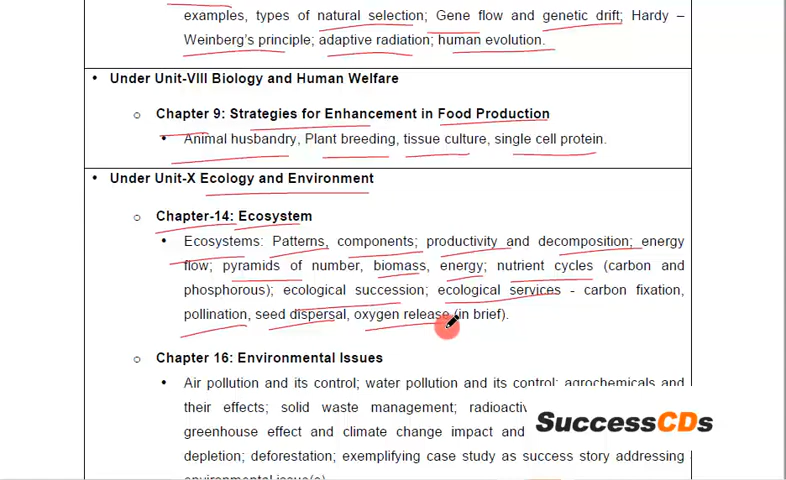 examples, types of natural selection; Gene flow and genetic drift; Hardy –
Weinberg's principle; adaptive radiation; human evolution.
• Under Unit-VIII Biology and Human Welfare
o Chapter 9: Strategies for Enhancement in Food Production
• Animal husbandry, Plant breeding, tissue culture, single cell protein.
• Under Unit-X Ecology and Environment
o Chapter-14: Ecosystem
• Ecosystems: Patterns, components; productivity and decomposition; energy
flow; pyramids of number, biomass, energy; nutrient cycles (carbon and
phosphorous); ecological succession; ecological services - carbon fixation,
pollination, seed dispersal, oxygen release (in brief).
o Chapter 16: Environmental Issues
• Air pollution and its control; water pollution and its control; agrochemicals and
their effects; solid waste management;
greenhouse effect and climate change impact and
depletion; deforestation; exemplifying case study as success story addressing
environmental issue(s).
SuccessCDs